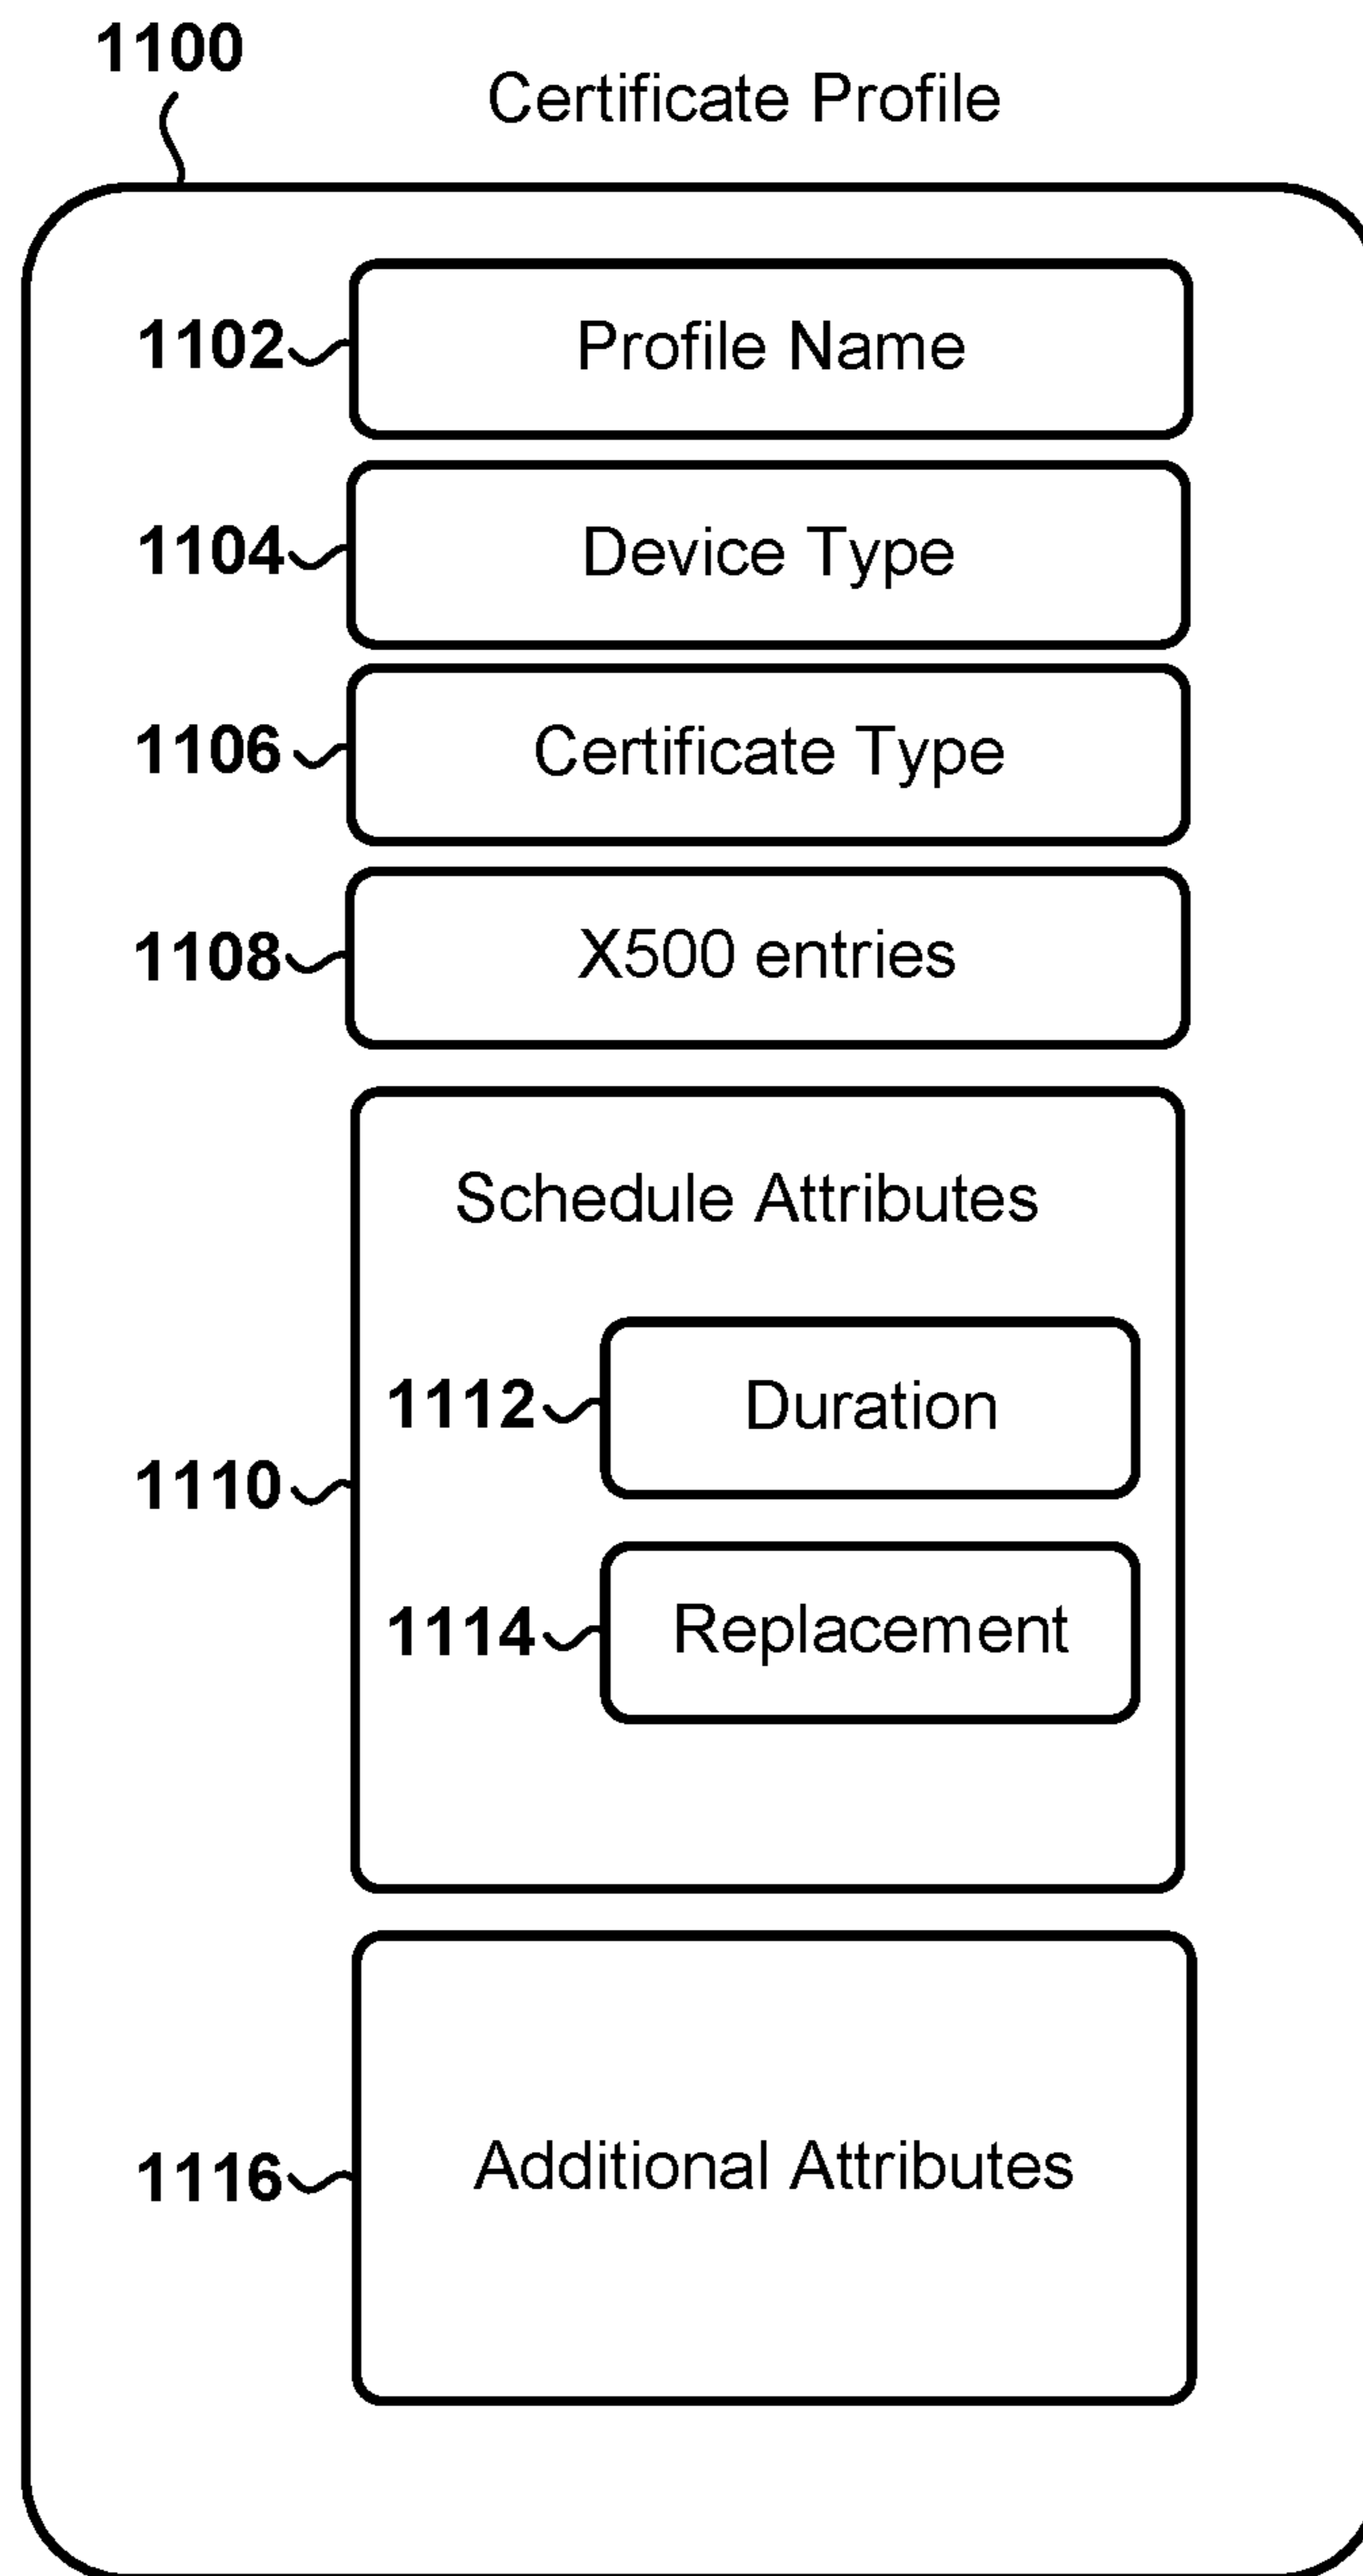 1100
Certificate Profile
1102 Profile Name
1104 Device Type
1106 Certificate Type
1108 X500 entries
Schedule Attributes
1112 Duration
1110
1114 Replacement
1116 Additional Attributes